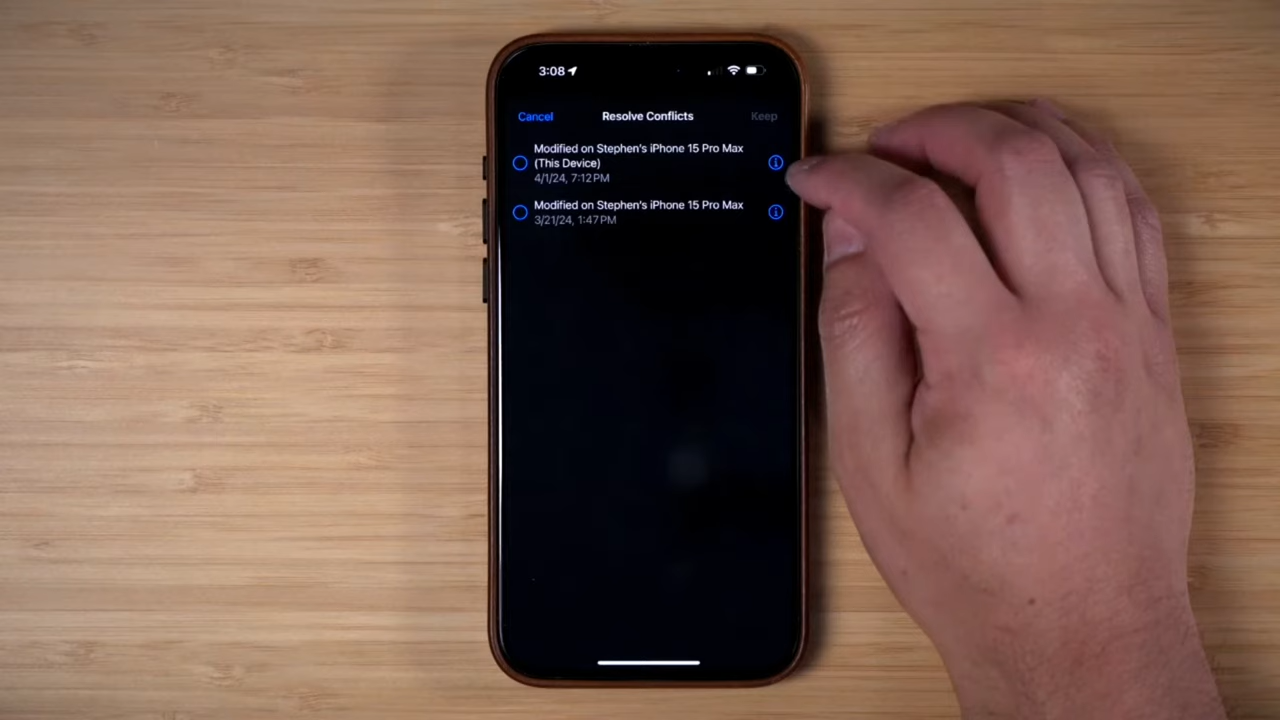 3:08
Cancel Resolve Conflicts Keep
Modified on Stephen's iPhone 15 Pro Max
(This Device)
4/1/24, 7:12 PM
Modified on Stephen's iPhone 15 Pro Max
3/21/24, 1:47 PM